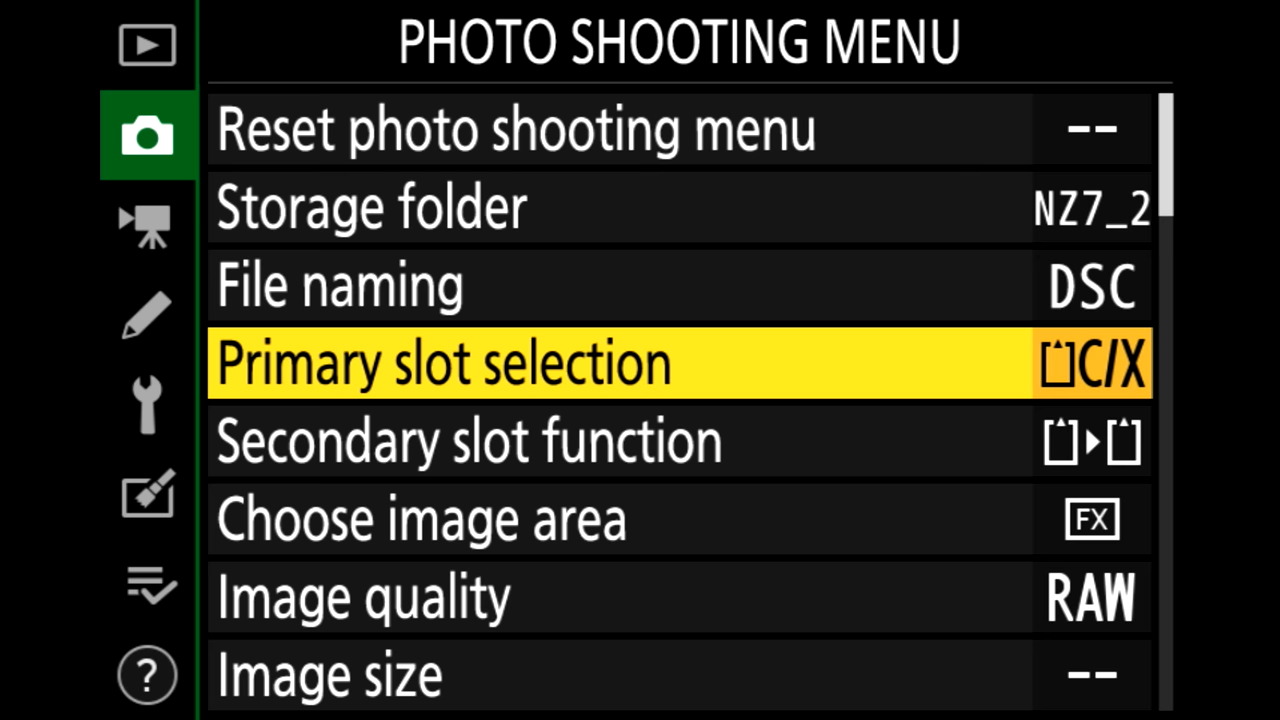 PHOTO SHOOTING MENU
Reset photo shooting menu --
Storage folder NZ7_2
File naming DSC
Primary slot selection C/X
Secondary slot function
Choose image area FX
Image quality RAW
Image size --
?